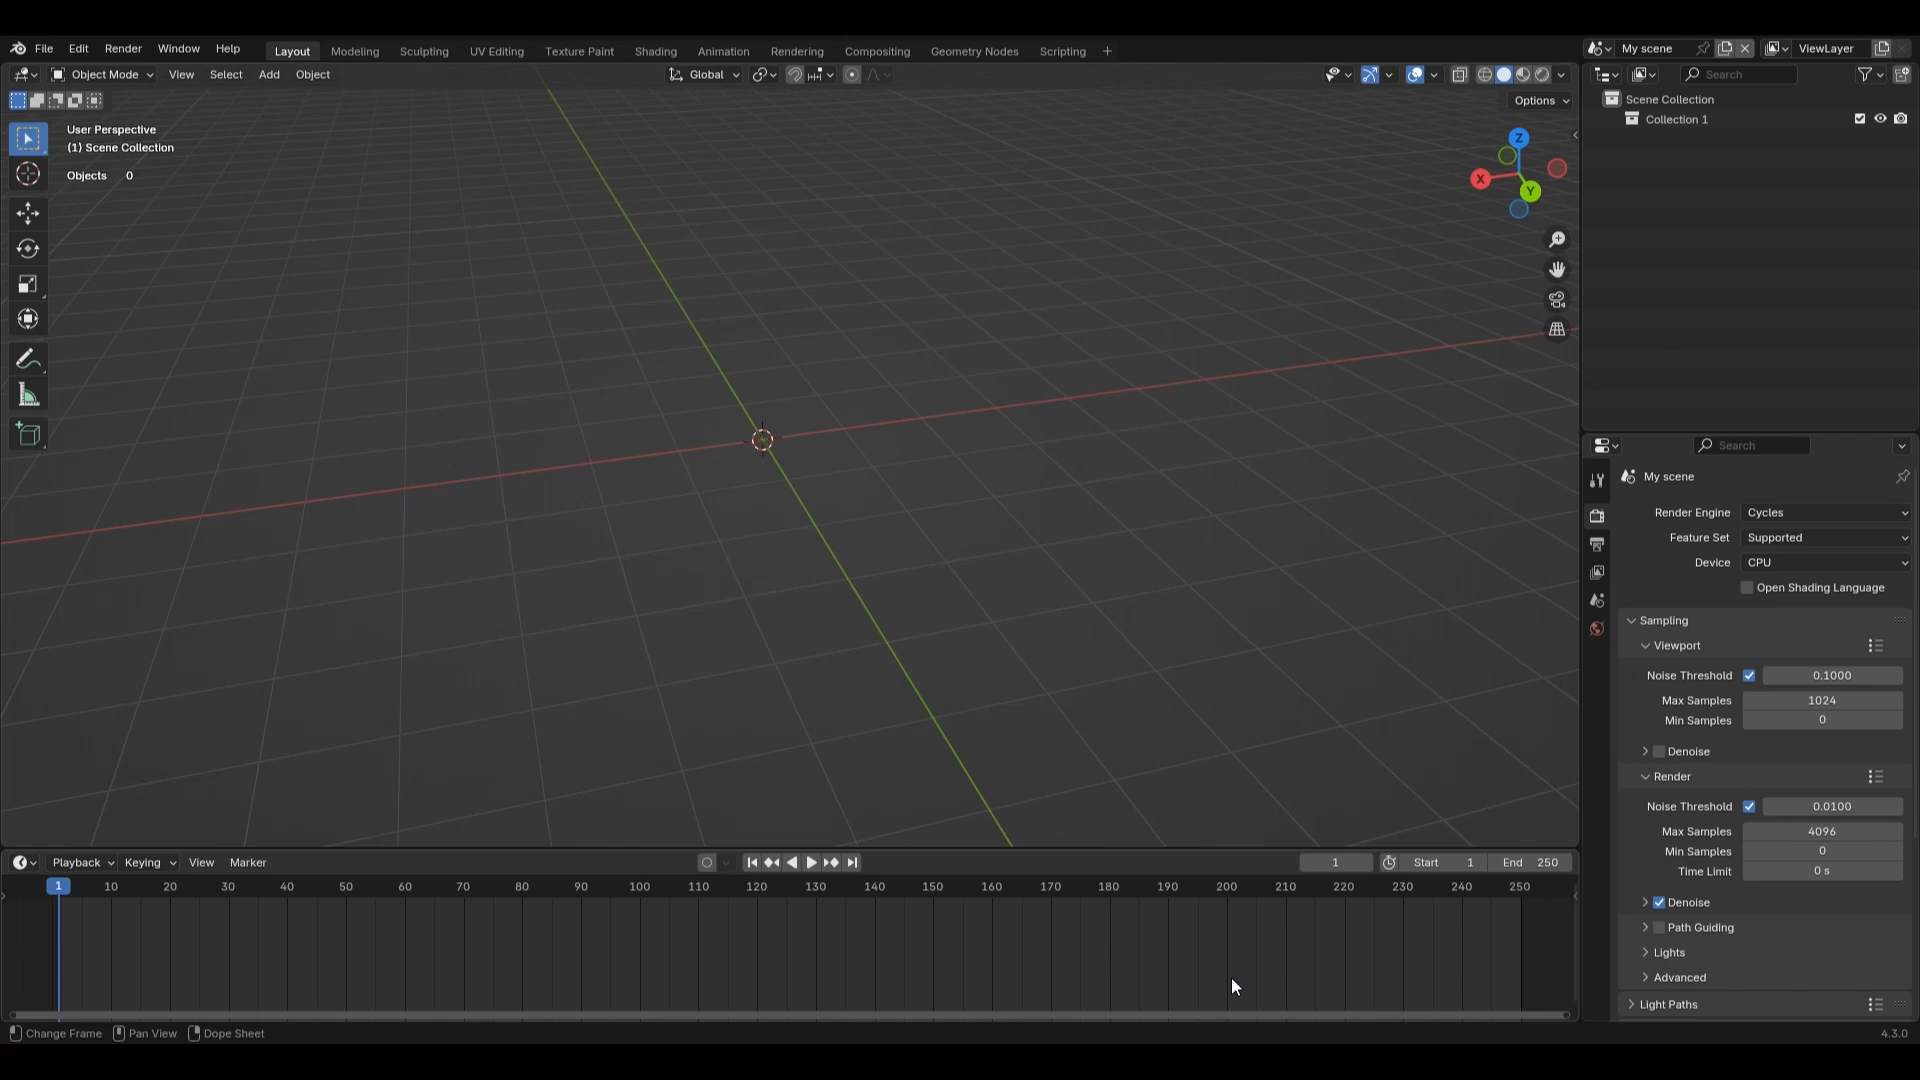 File Edit Render Window Help Layout Modeling Sculpting UV Editing Texture Paint Shading Animation Rendering Compositing Geometry Nodes Scripting + My scene ViewLayer
Object Mode View Select Add Object Global Search
Options
User Perspective
(1) Scene Collection
Objects 0
Z
X
Y
Scene Collection
Collection 1
Search
My scene
Render Engine Cycles
Feature Set Supported
Device CPU
Open Shading Language
Sampling
Viewport
Noise Threshold 0.1000
Max Samples 1024
Min Samples 0
Denoise
Render
Noise Threshold 0.0100
Max Samples 4096
Min Samples 0
Time Limit 0 s
Denoise
Path Guiding
Lights
Advanced
Light Paths
Playback Keying View Marker 1 Start 1 End 250
1 10 20 30 40 50 60 70 80 90 100 110 120 130 140 150 160 170 180 190 200 210 220 230 240 250
Change Frame Pan View Dope Sheet 4.3.0